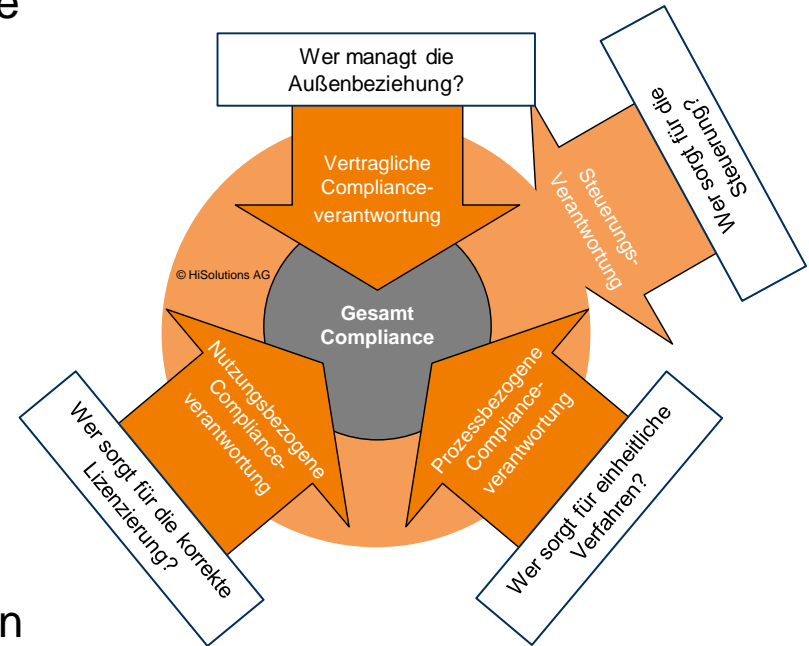 e
Wer managt die
Außenbeziehung?
Wer sorgt für die
Steuerung?
Vertragliche
Compliance-
verantwortung
Steuerungs-
Verantwortung
© HiSolutions AG
Gesamt
Compliance
Nutzungsbezogene
Compliance-
verantwortung
Prozessbezogene
Compliance-
verantwortung
Wer sorgt für die korrekte
Lizenzierung?
Wer sorgt für einheitliche
Verfahren?
n